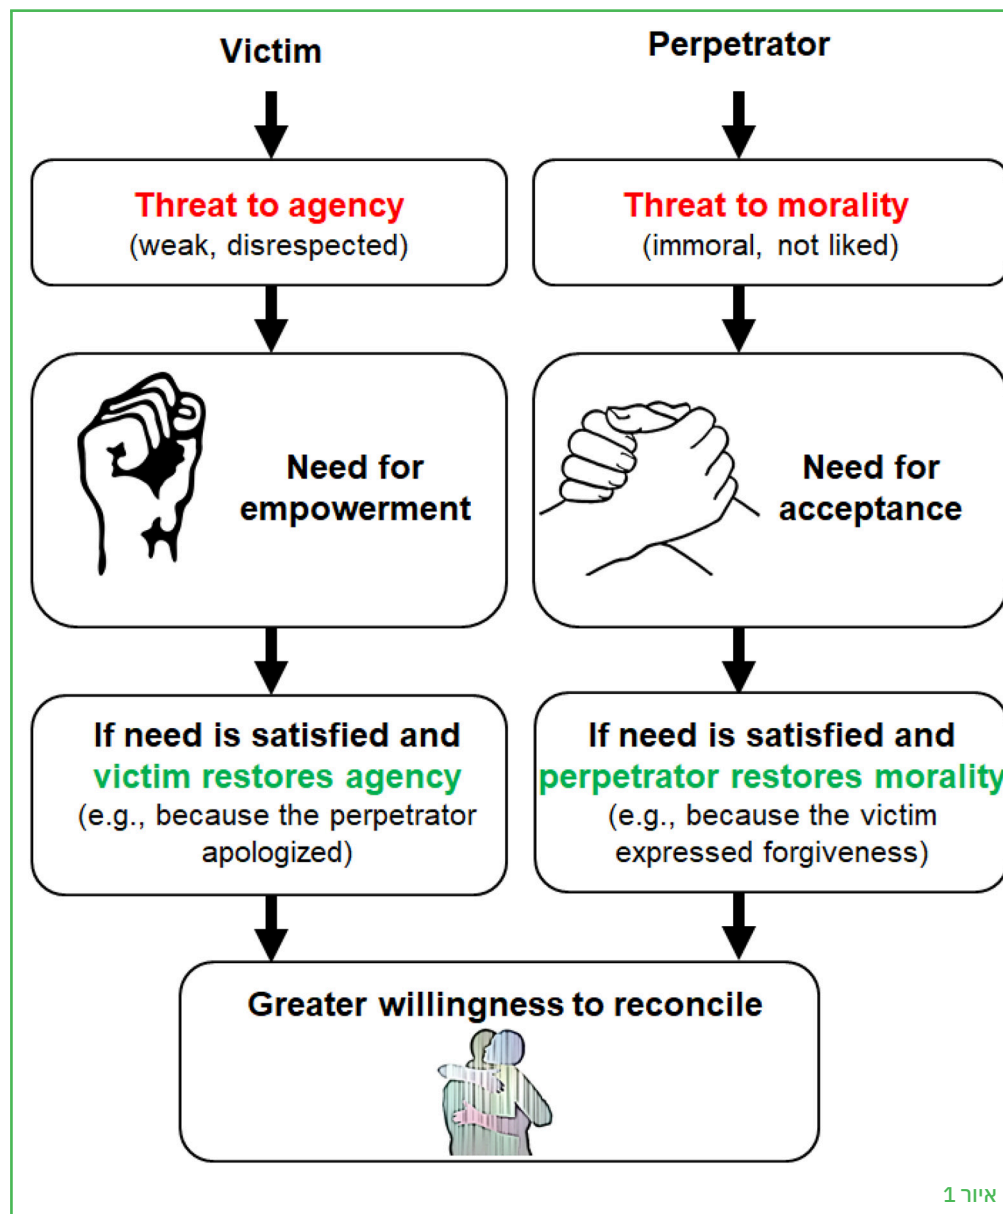 Victim
Threat to agency
(weak, disrespected)
Need for
empowerment
If need is satisfied and
victim restores agency
(e.g., because the perpetrator
apologized)
Perpetrator
Threat to morality
(immoral, not liked)
Need for
acceptance
If need is satisfied and
perpetrator restores morality
(e.g., because the victim
expressed forgiveness)
Greater willingness to reconcile
איור 1